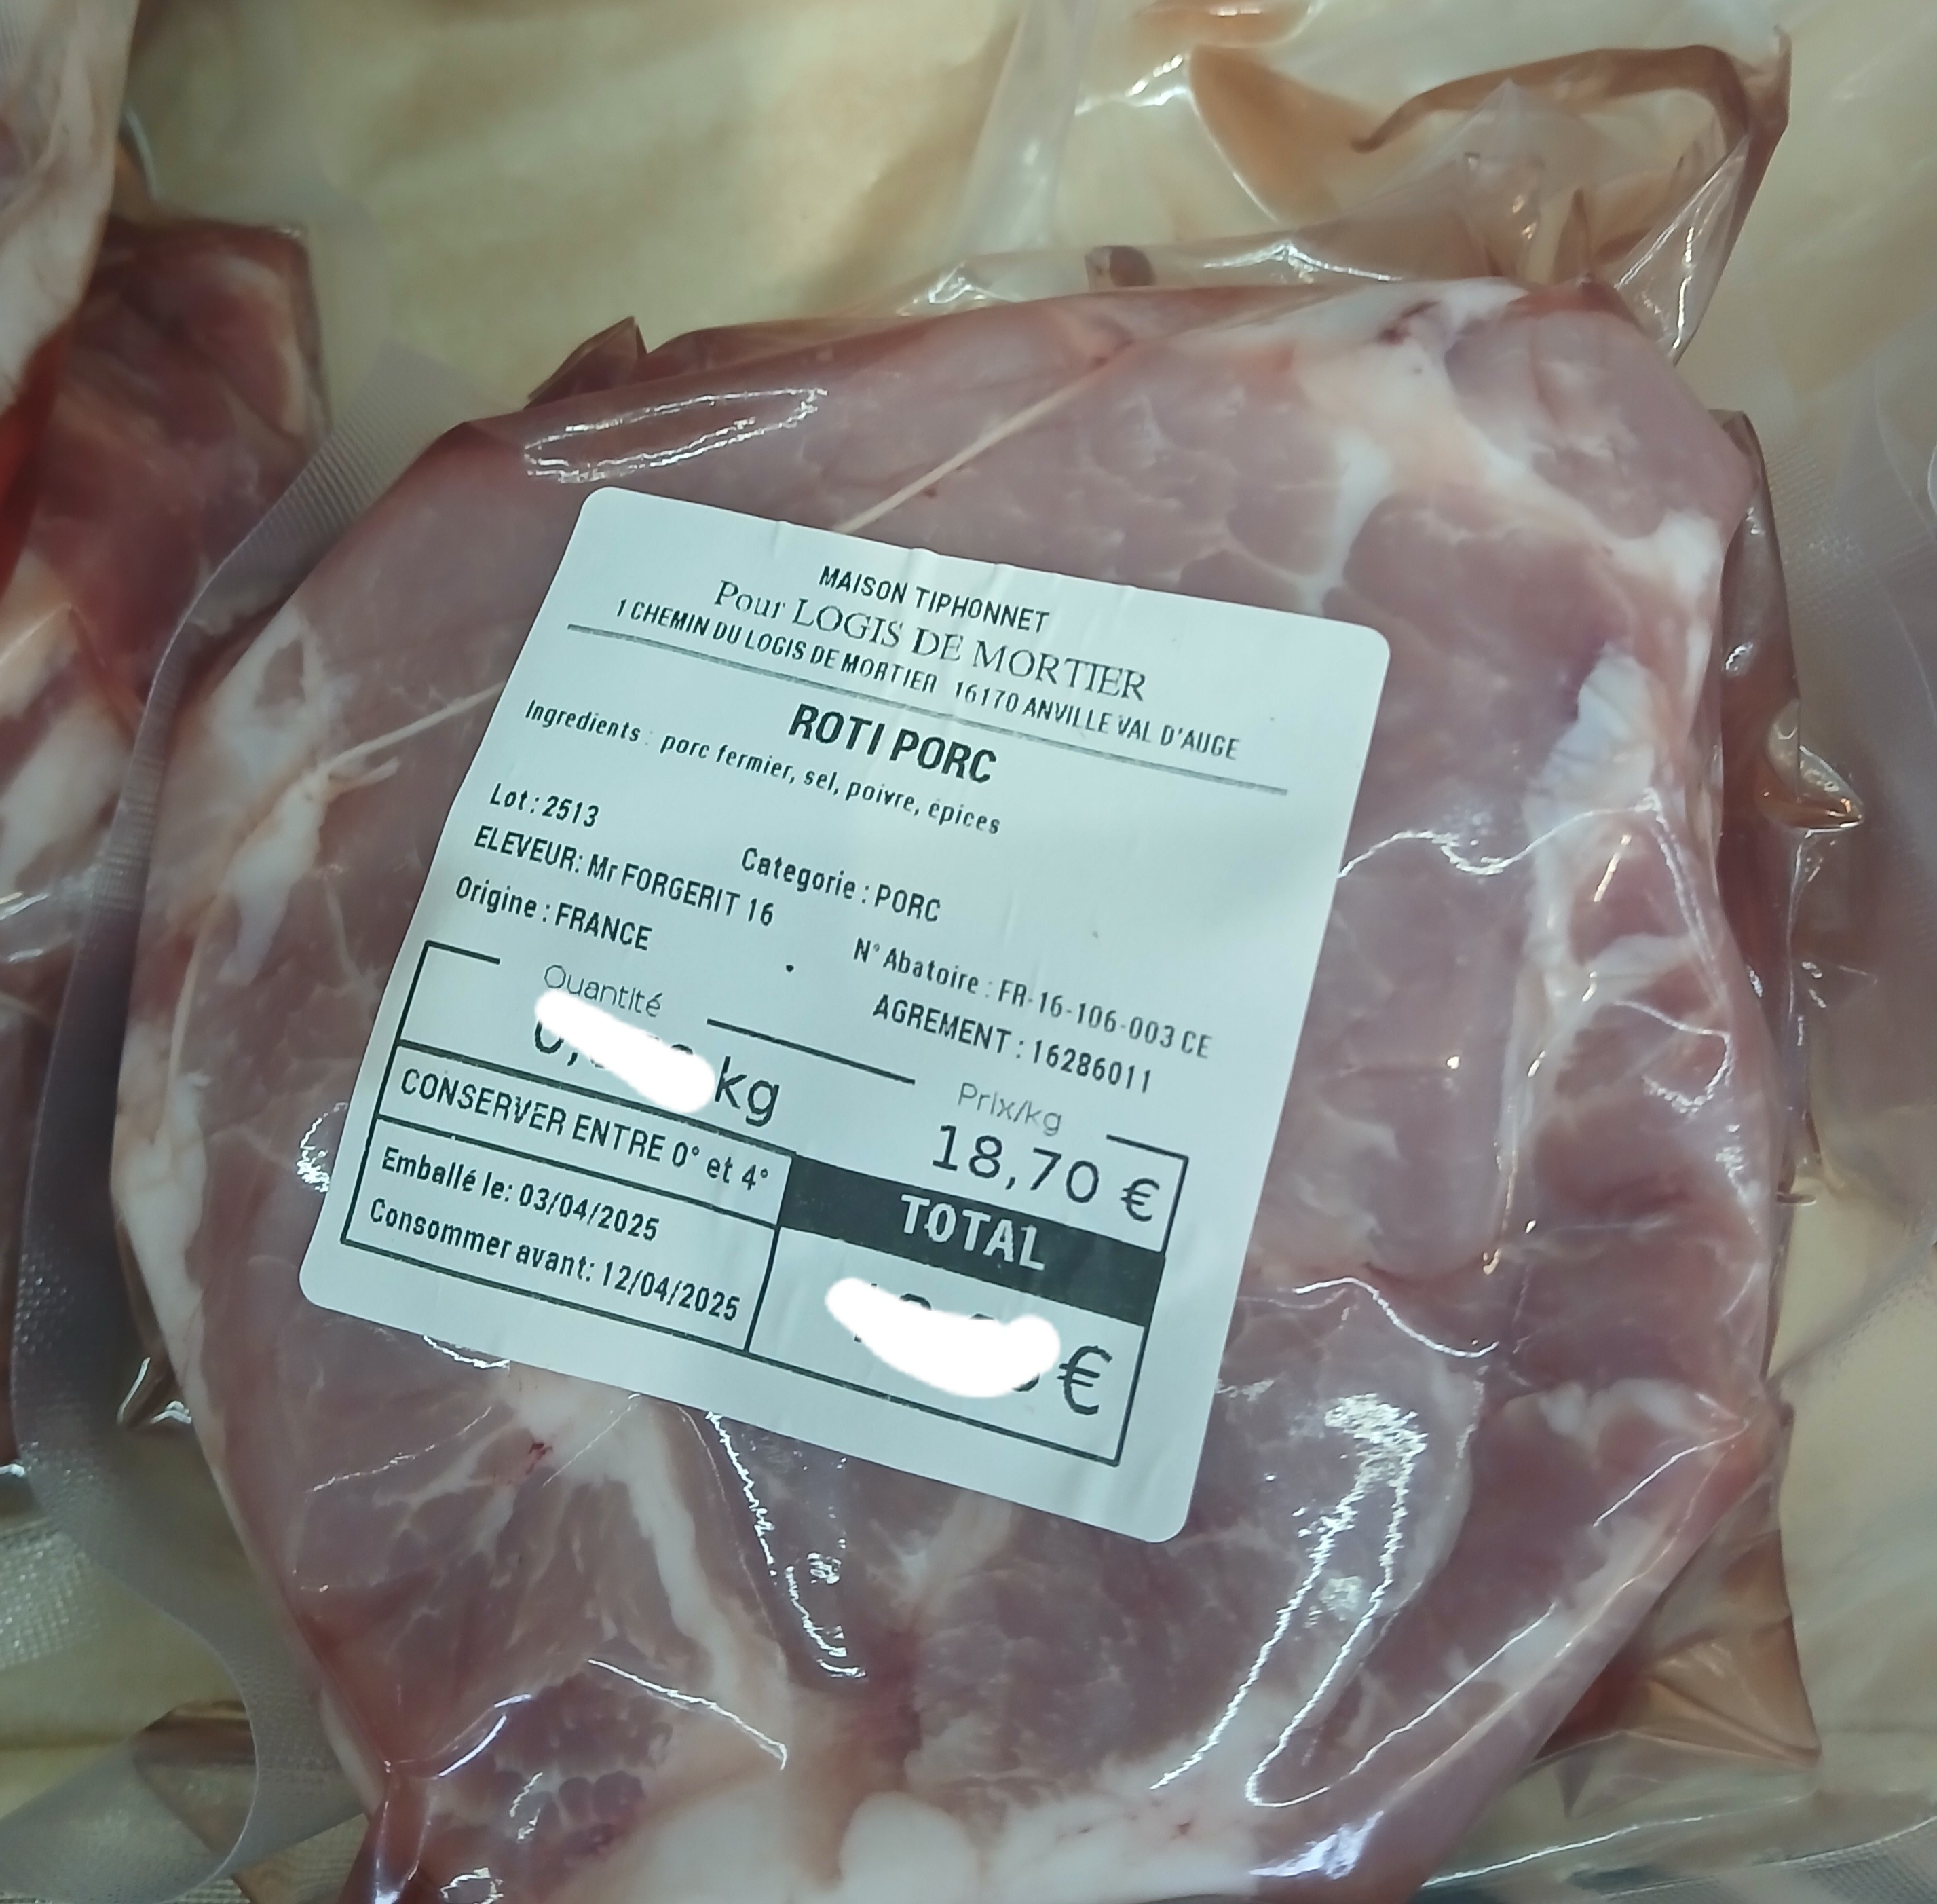 MAISON TIPHONNET
Pour LOGIS DE MORTIER
1 CHEMIN DU LOGIS DE MORTIER 16170 ANVILLE VAL D'AUGE
ROTI PORC
Ingredients : porc fermier, sel, poivre, épices
Lot : 2513
Categorie : PORC
ELEVEUR: Mr FORGERIT 16
N° Abatoire : FR-16-106-003 CE
Origine : FRANCE
AGREMENT : 16286011
Quantité
kg
Prix/kg
18,70 €
CONSERVER ENTRE 0° et 4°
TOTAL
Emballé le: 03/04/2025
Consommer avant: 12/04/2025
€